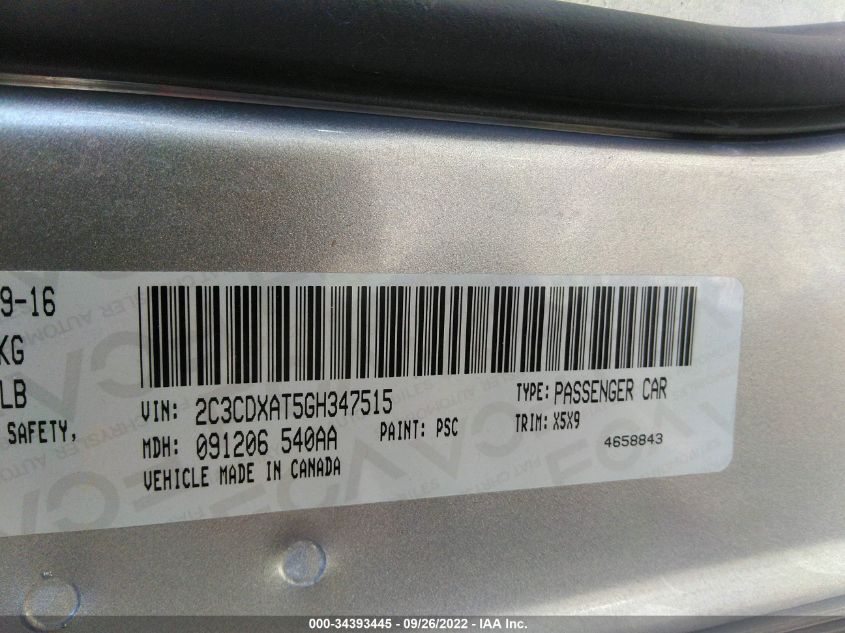 9-16
KG
LB
SAFETY,
VIN: 2C3CDXAT5GH347515
TYPE: PASSENGER CAR
MDH: 091206 540AA
PAINT: PSC
TRIM: X5X9
VEHICLE MADE IN CANADA
4658843
000-34393445 - 09/26/2022 - IAA Inc.